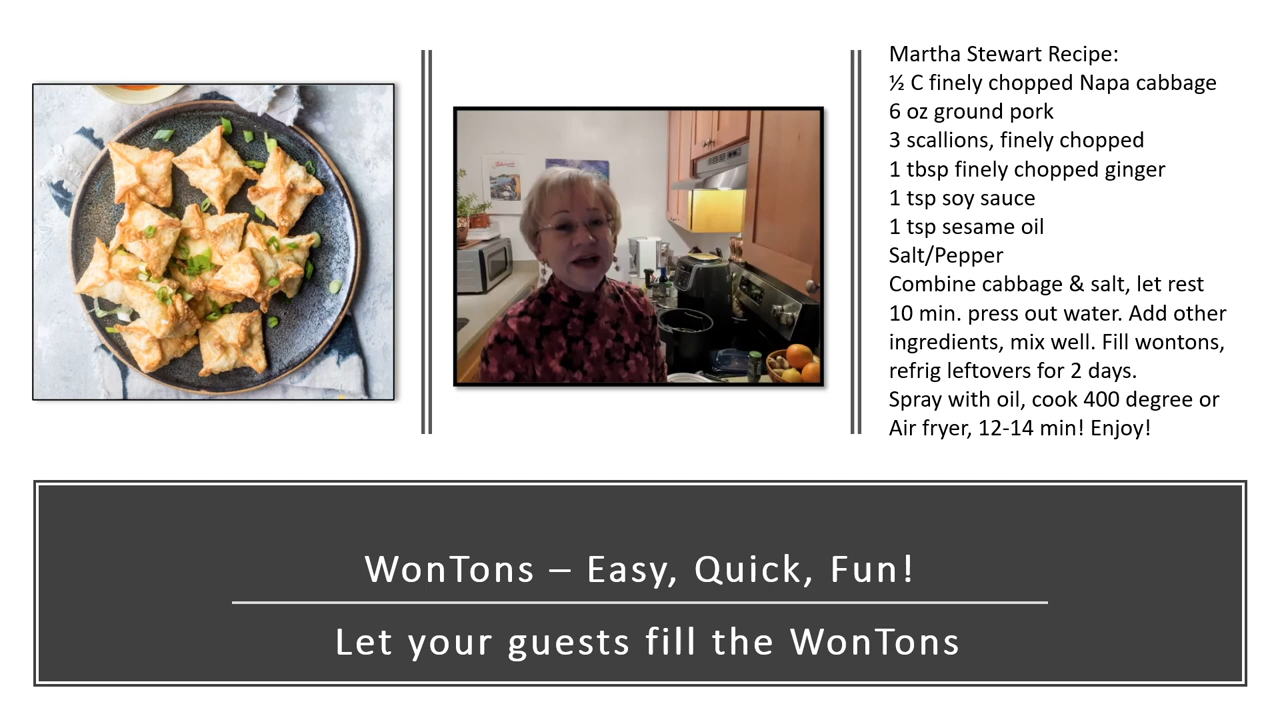 Martha Stewart Recipe:
½ C finely chopped Napa cabbage
6 oz ground pork
3 scallions, finely chopped
1 tbsp finely chopped ginger
1 tsp soy sauce
1 tsp sesame oil
Salt/Pepper
Combine cabbage & salt, let rest
10 min. press out water. Add other
ingredients, mix well. Fill wontons,
refrig leftovers for 2 days.
Spray with oil, cook 400 degree or
Air fryer, 12-14 min! Enjoy!
WonTons – Easy, Quick, Fun!
Let your guests fill the WonTons